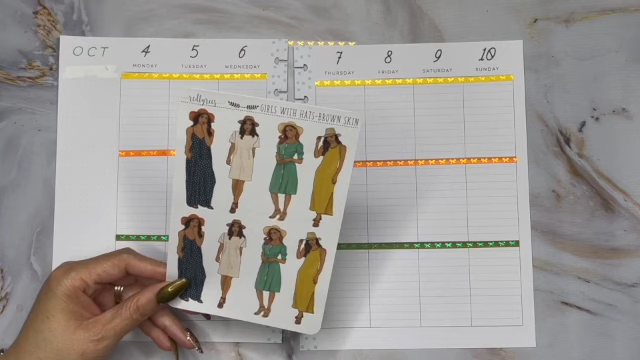 OCT
4 5 6
MONDAY TUESDAY WEDNESDAY
7 8 9 10
THURSDAY FRIDAY SATURDAY SUNDAY
GIRLS WITH HATS-BROWN SKIN